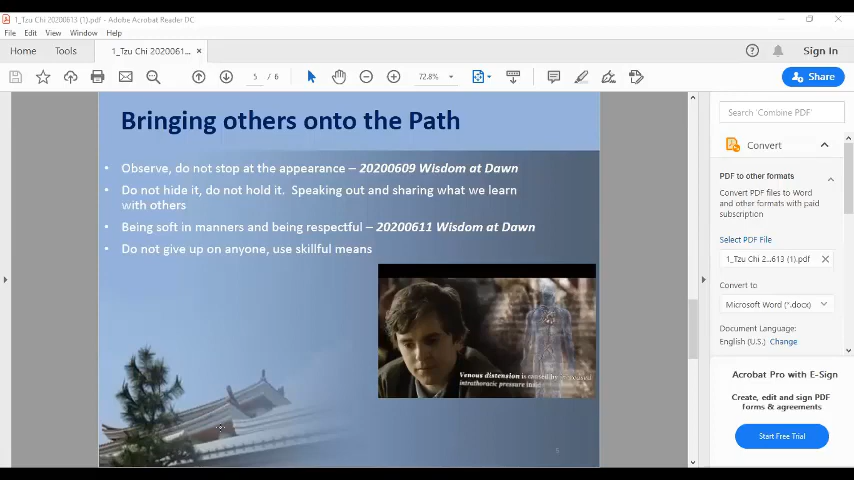 1_Tzu Chi 20200613 (1).pdf - Adobe Acrobat Reader DC
File Edit View Window Help
Home Tools 1_Tzu Chi 2020061... × Sign In
5 / 6 72.8% Share
Bringing others onto the Path
• Observe, do not stop at the appearance – 20200609 Wisdom at Dawn
• Do not hide it, do not hold it. Speaking out and sharing what we learn
with others
• Being soft in manners and being respectful – 20200611 Wisdom at Dawn
• Do not give up on anyone, use skillful means
Venous distension is caused by
intrathoracic pressure
Search 'Combine PDF'
Convert
PDF to other formats
Convert PDF files to Word
and other formats with paid
subscription
Select PDF File
1_Tzu Chi 2...613 (1).pdf
Convert to
Microsoft Word (*.docx)
Document Language:
English (U.S.) Change
Acrobat Pro with E-Sign
Create, edit and sign PDF
forms & agreements
Start Free Trial